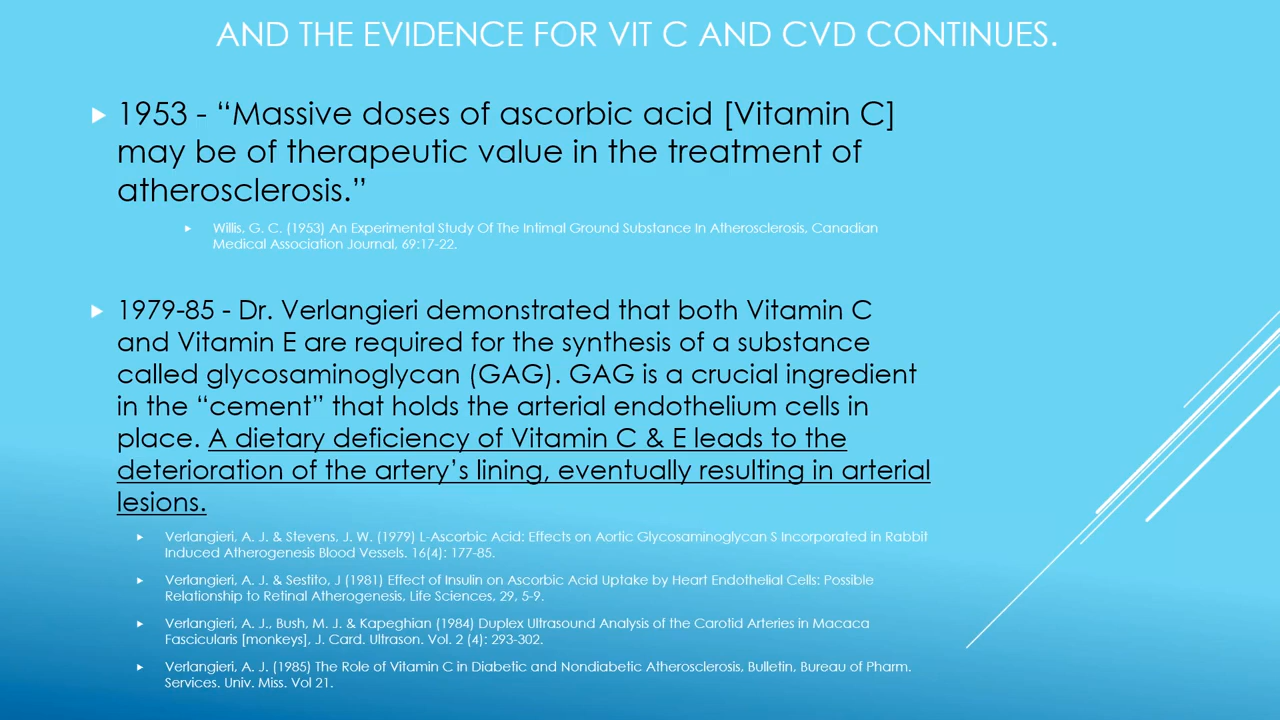 AND THE EVIDENCE FOR VIT C AND CVD CONTINUES.
1953 - “Massive doses of ascorbic acid [Vitamin C]
may be of therapeutic value in the treatment of
atherosclerosis.”
Willis, G. C. (1953) An Experimental Study Of The Intimal Ground Substance In Atherosclerosis, Canadian
Medical Association Journal, 69:17-22.
1979-85 - Dr. Verlangieri demonstrated that both Vitamin C
and Vitamin E are required for the synthesis of a substance
called glycosaminoglycan (GAG). GAG is a crucial ingredient
in the “cement” that holds the arterial endothelium cells in
place. A dietary deficiency of Vitamin C & E leads to the
deterioration of the artery’s lining, eventually resulting in arterial
lesions.
Verlangieri, A. J. & Stevens, J. W. (1979) L-Ascorbic Acid: Effects on Aortic Glycosaminoglycan S Incorporated in Rabbit
Induced Atherogenesis Blood Vessels. 16(4): 177-85.
Verlangieri, A. J. & Sestito, J (1981) Effect of Insulin on Ascorbic Acid Uptake by Heart Endothelial Cells: Possible
Relationship to Retinal Atherogenesis, Life Sciences, 29, 5-9.
Verlangieri, A. J., Bush, M. J. & Kapeghian (1984) Duplex Ultrasound Analysis of the Carotid Arteries in Macaca
Fascicularis [monkeys], J. Card. Ultrason. Vol. 2 (4): 293-302.
Verlangieri, A. J. (1985) The Role of Vitamin C in Diabetic and Nondiabetic Atherosclerosis, Bulletin, Bureau of Pharm.
Services. Univ. Miss. Vol 21.